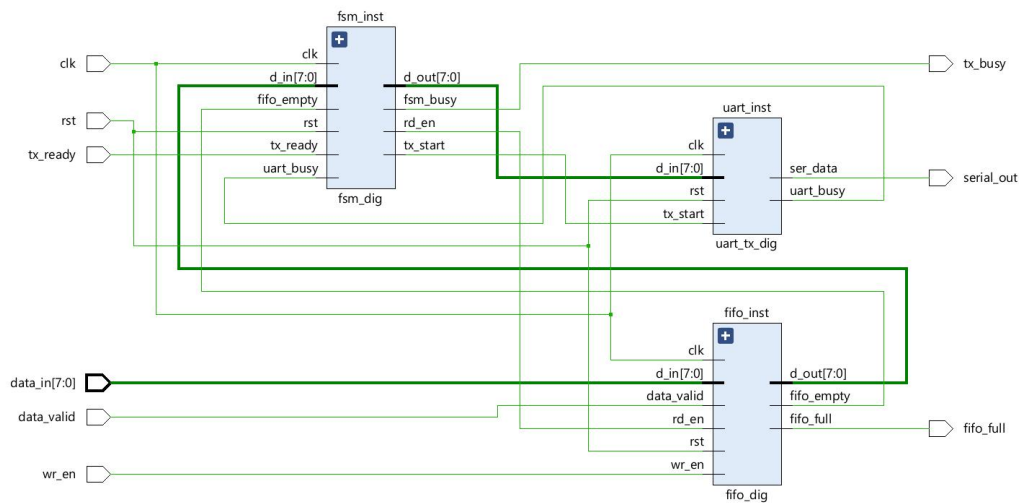 fsm_inst
clk
d_in[7:0]
fifo_empty
rst
tx_ready
uart_busy
d_out[7:0]
fsm_busy
rd_en
tx_start
fsm_dig
clk
rst
tx_ready
tx_busy
uart_inst
clk
d_in[7:0]
rst
tx_start
ser_data
uart_busy
uart_tx_dig
serial_out
fifo_inst
clk
d_in[7:0]
data_valid
rd_en
rst
wr_en
d_out[7:0]
fifo_empty
fifo_full
fifo_dig
data_in[7:0]
data_valid
wr_en
fifo_full